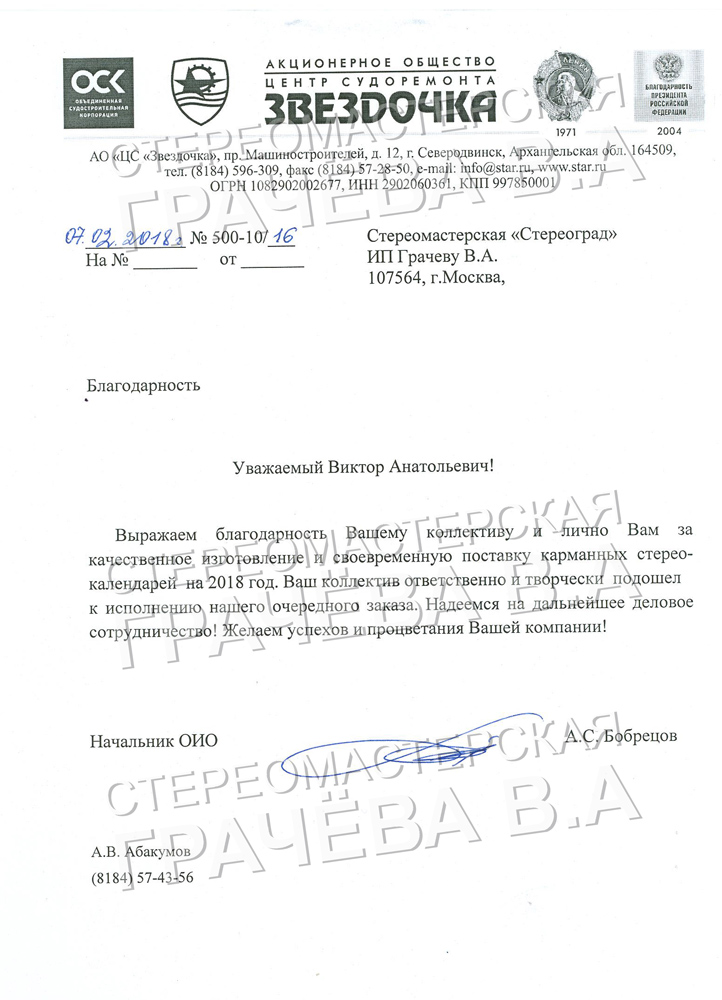 ОСК
ОБЪЕДИНЕННАЯ
СУДОСТРОИТЕЛЬНАЯ
КОРПОРАЦИЯ
АКЦИОНЕРНОЕ ОБЩЕСТВО
ЦЕНТР СУДОРЕМОНТА
ЗВЕЗДОЧКА
ЛЕНИН
1971
БЛАГОДАРНОСТЬ
ПРЕЗИДЕНТА
РОССИЙСКОЙ
ФЕДЕРАЦИИ
2004
АО «ЦС «Звездочка», пр. Машиностроителей, д. 12, г. Северодвинск, Архангельская обл. 164509,
тел. (8184) 596-309, факс (8184) 57-28-50, e-mail: info@star.ru, www.star.ru
ОГРН 1082902002677, ИНН 2902060361, КПП 997850001
СТЕРЕОМАСТЕРСКАЯ
ГРАЧЁВА В.А
07.02.2018г № 500-10/16
На № ________ от ________
Стереомастерская «Стереоград»
ИП Грачеву В.А.
107564, г.Москва,
Благодарность
Уважаемый Виктор Анатольевич!
Выражаем благодарность Вашему коллективу и лично Вам за
качественное изготовление и своевременную поставку карманных стерео-
календарей на 2018 год. Ваш коллектив ответственно и творчески подошел
к исполнению нашего очередного заказа. Надеемся на дальнейшее деловое
сотрудничество! Желаем успехов и процветания Вашей компании!
СТЕРЕОМАСТЕРСКАЯ
ГРАЧЁВА В.А
Начальник ОИО
А.С. Бобрецов
СТЕРЕОМАСТЕРСКАЯ
ГРАЧЁВА В.А
А.В. Абакумов
(8184) 57-43-56